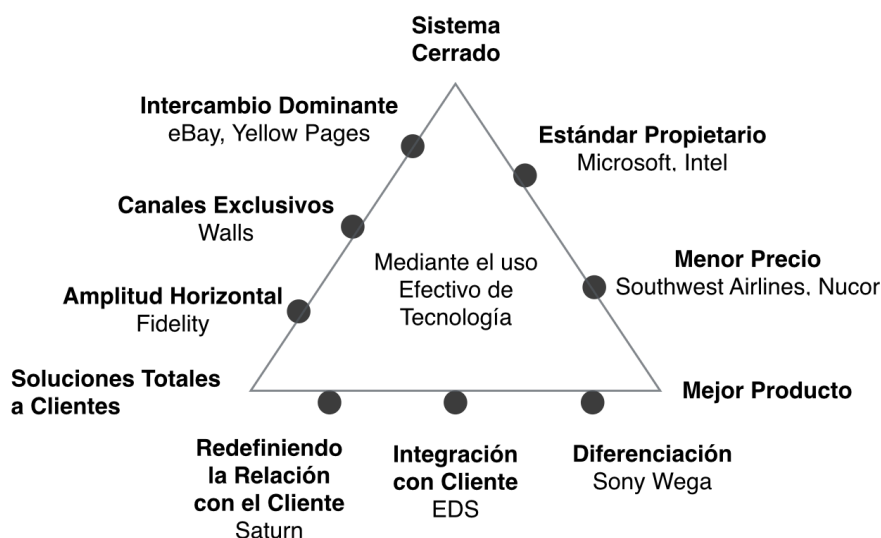 Sistema
Cerrado
Intercambio Dominante
eBay, Yellow Pages
Estándar Propietario
Microsoft, Intel
Canales Exclusivos
Walls
Mediante el uso
Efectivo de
Tecnología
Menor Precio
Southwest Airlines, Nucor
Amplitud Horizontal
Fidelity
Soluciones Totales
a Clientes
Mejor Producto
Redefiniendo
la Relación
con el Cliente
Saturn
Integración
con Cliente
EDS
Diferenciación
Sony Wega